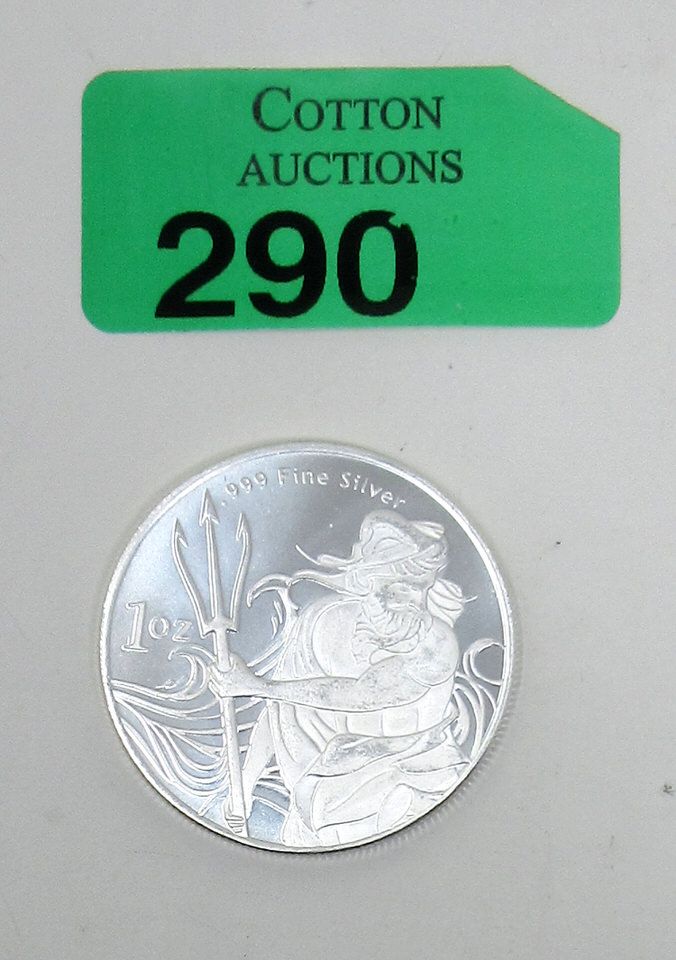 COTTON
AUCTIONS
290
.999 Fine Silver
1oz